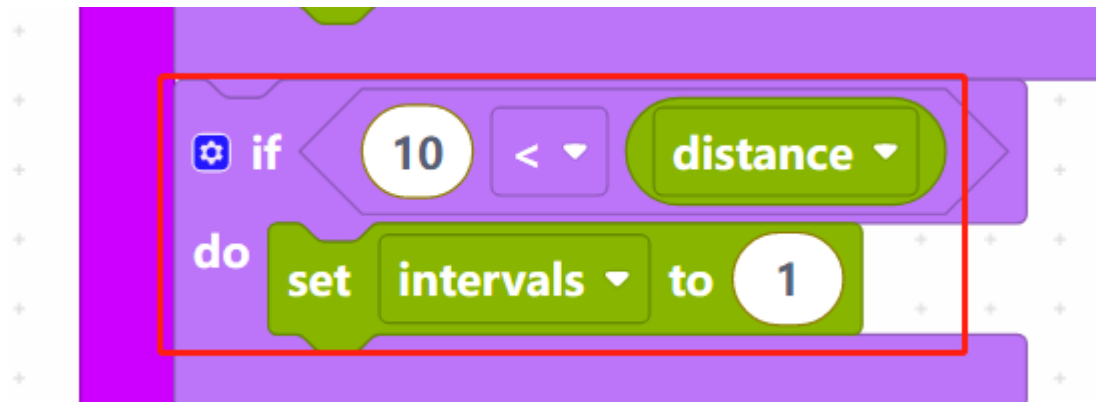 if 10 < distance
do set intervals to 1